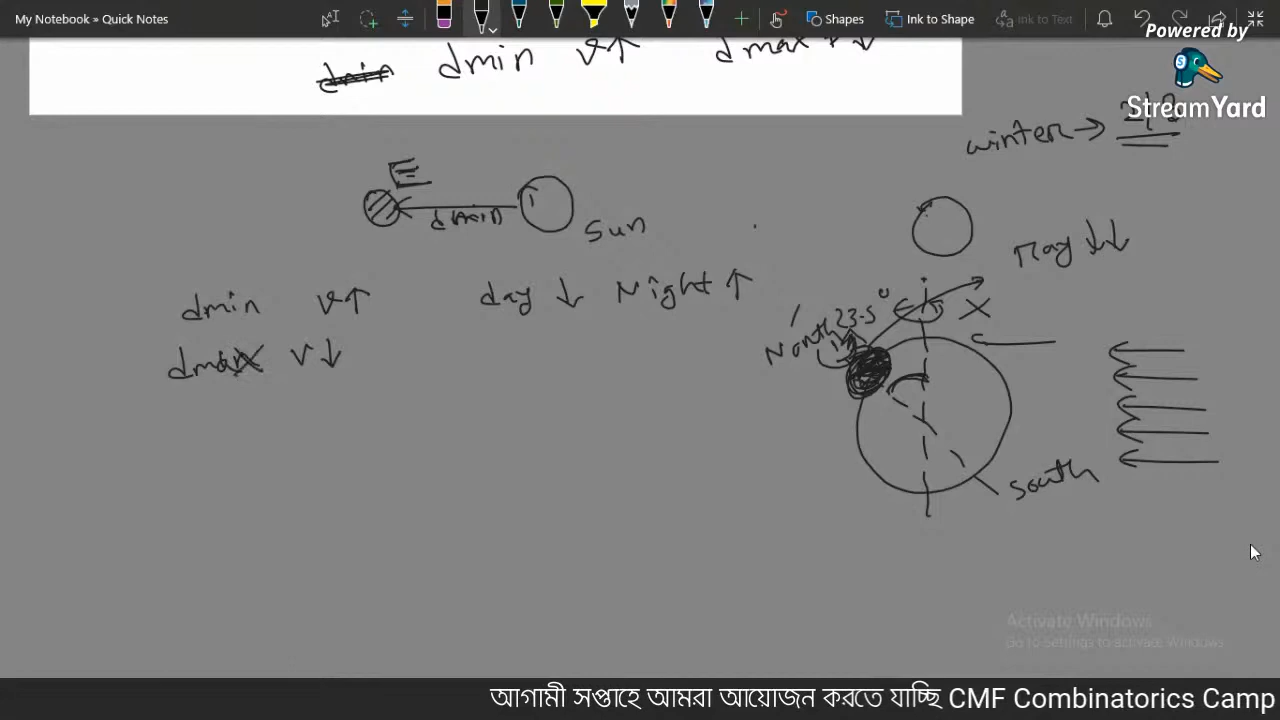 My Notebook » Quick Notes
Shapes
Ink to Shape
Ink to Text
Powered by
StreamYard
dmin v↑ dmax v↓
winter →
E
dmin
Sun
ray ↓↓
dmin v↑ day ↓ Night ↑
dmax v↓
North 23.5° X
South
Activate Windows
Go to Settings to activate Windows.
আগামী সপ্তাহে আমরা আয়োজন করতে যাচ্ছি CMF Combinatorics Camp